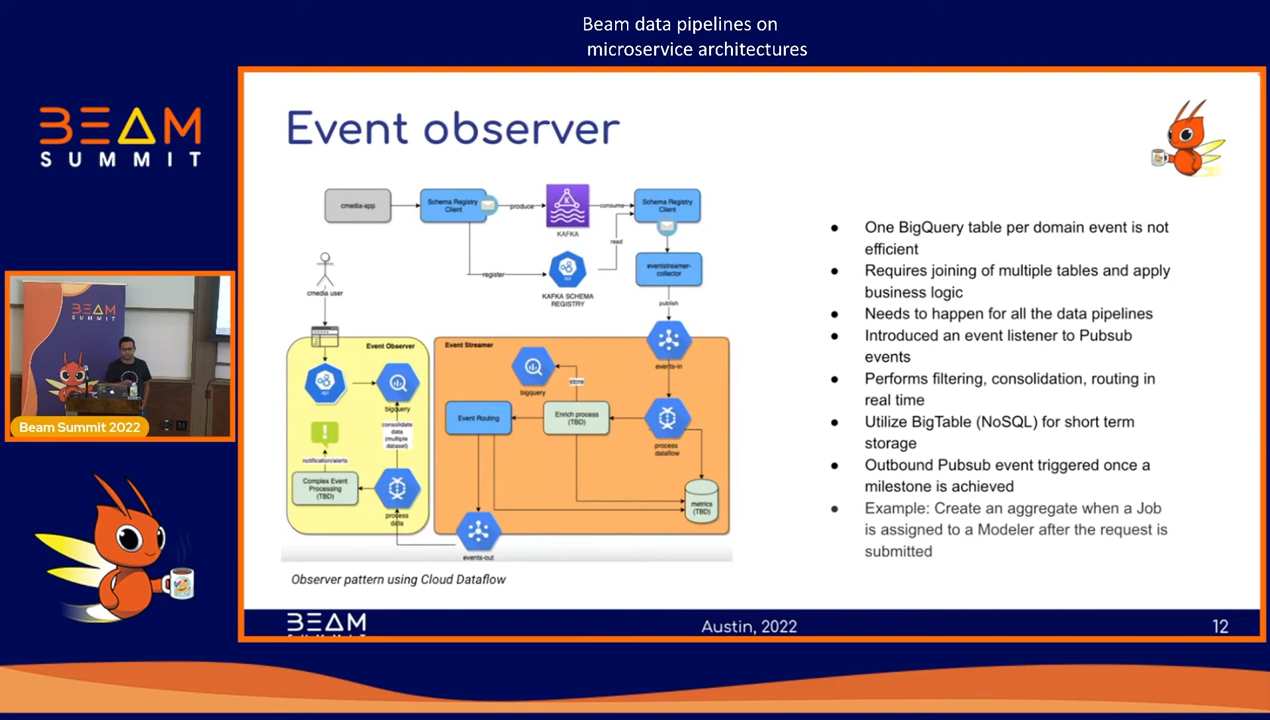 Beam data pipelines on
microservice architectures
BEAM
SUMMIT
Event observer
cmedia-app
Schema Registry
Client
produce
KAFKA
consume
Schema Registry
Client
read
register
KAFKA SCHEMA
REGISTRY
eventstreamer-
collector
publish
cmedia user
Event Observer
bigquery
consolidate
data
(multiple
dataset)
notification/alerts
Complex Event
Processing
(TBD)
process
data
Event Streamer
events-in
bigquery
store
Event Routing
Enrich process
(TBD)
process
dataflow
metrics
(TBD)
events-out
Observer pattern using Cloud Dataflow
One BigQuery table per domain event is not
efficient
Requires joining of multiple tables and apply
business logic
Needs to happen for all the data pipelines
Introduced an event listener to Pubsub
events
Performs filtering, consolidation, routing in
real time
Utilize BigTable (NoSQL) for short term
storage
Outbound Pubsub event triggered once a
milestone is achieved
Example: Create an aggregate when a Job
is assigned to a Modeler after the request is
submitted
BEAM
SUMMIT
Beam Summit 2022
BEAM
Austin, 2022
12